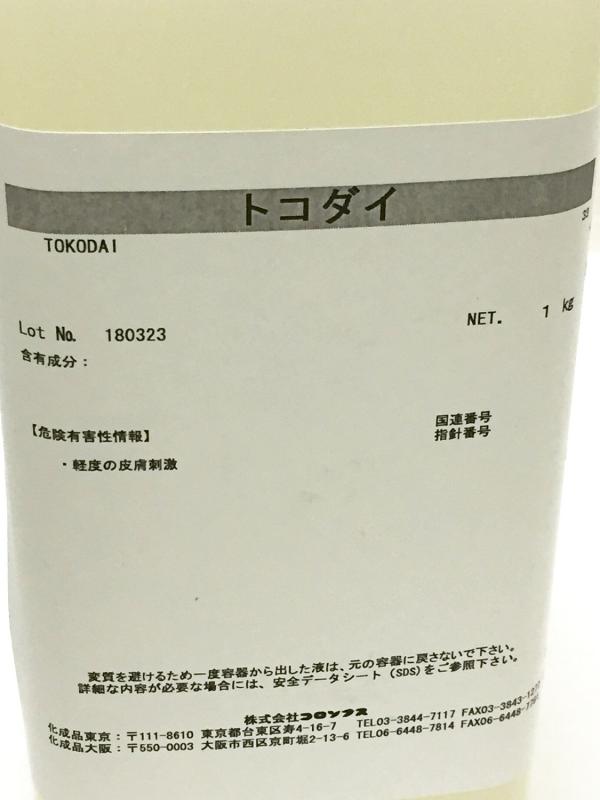 トコダイ
TOKODAI
Lot No. 180323
NET. 1 kg
含有成分：
国連番号
指針番号
【危険有害性情報】
・軽度の皮膚刺激
変質を避けるため一度容器から出した液は、元の容器に戻さないで下さい。
詳細な内容が必要な場合には、安全データシート (SDS)をご参照下さい。
株式会社コロンブス
化成品東京：〒111-8610 東京都台東区寿4-16-7 TEL03-3844-7117
化成品大阪：〒550-0003 大阪市西区京町堀2-13-6 TEL06-6448-7814